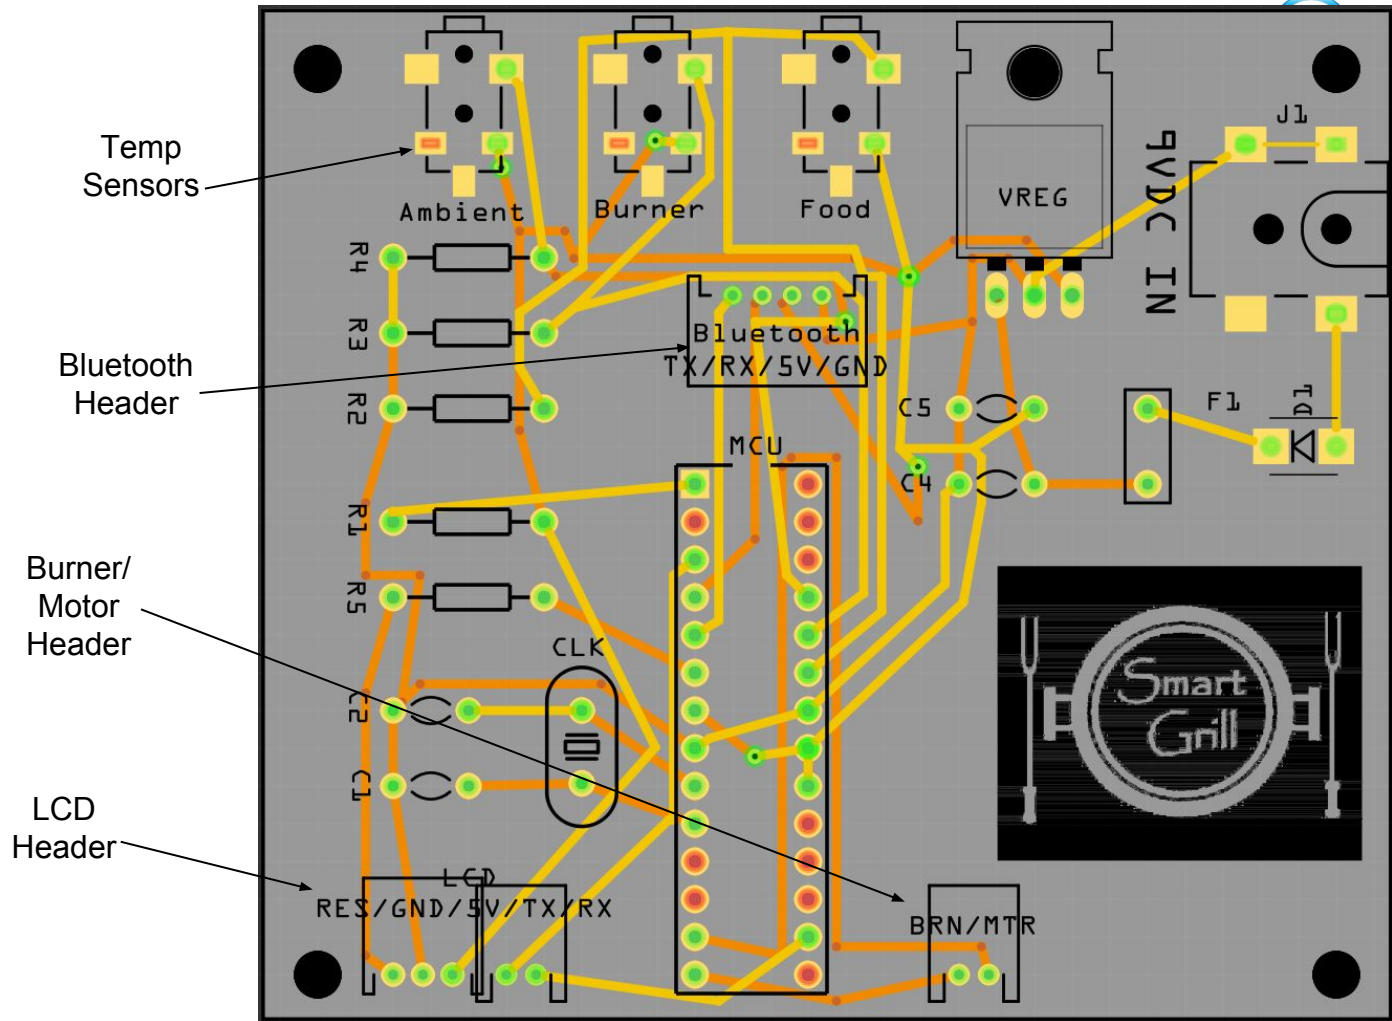 Temp
Sensors
Bluetooth
Header
Burner/
Motor
Header
LCD
Header
Ambient
Burner
Food
VREG
J1
9VDC IN
R4
R3
R2
R1
R5
Bluetooth
TX/RX/5V/GND
C5
C4
F1
D1
MCU
CLK
C2
C1
LCD
RES/GND/5V/TX/RX
BRN/MTR
Smart
Grill